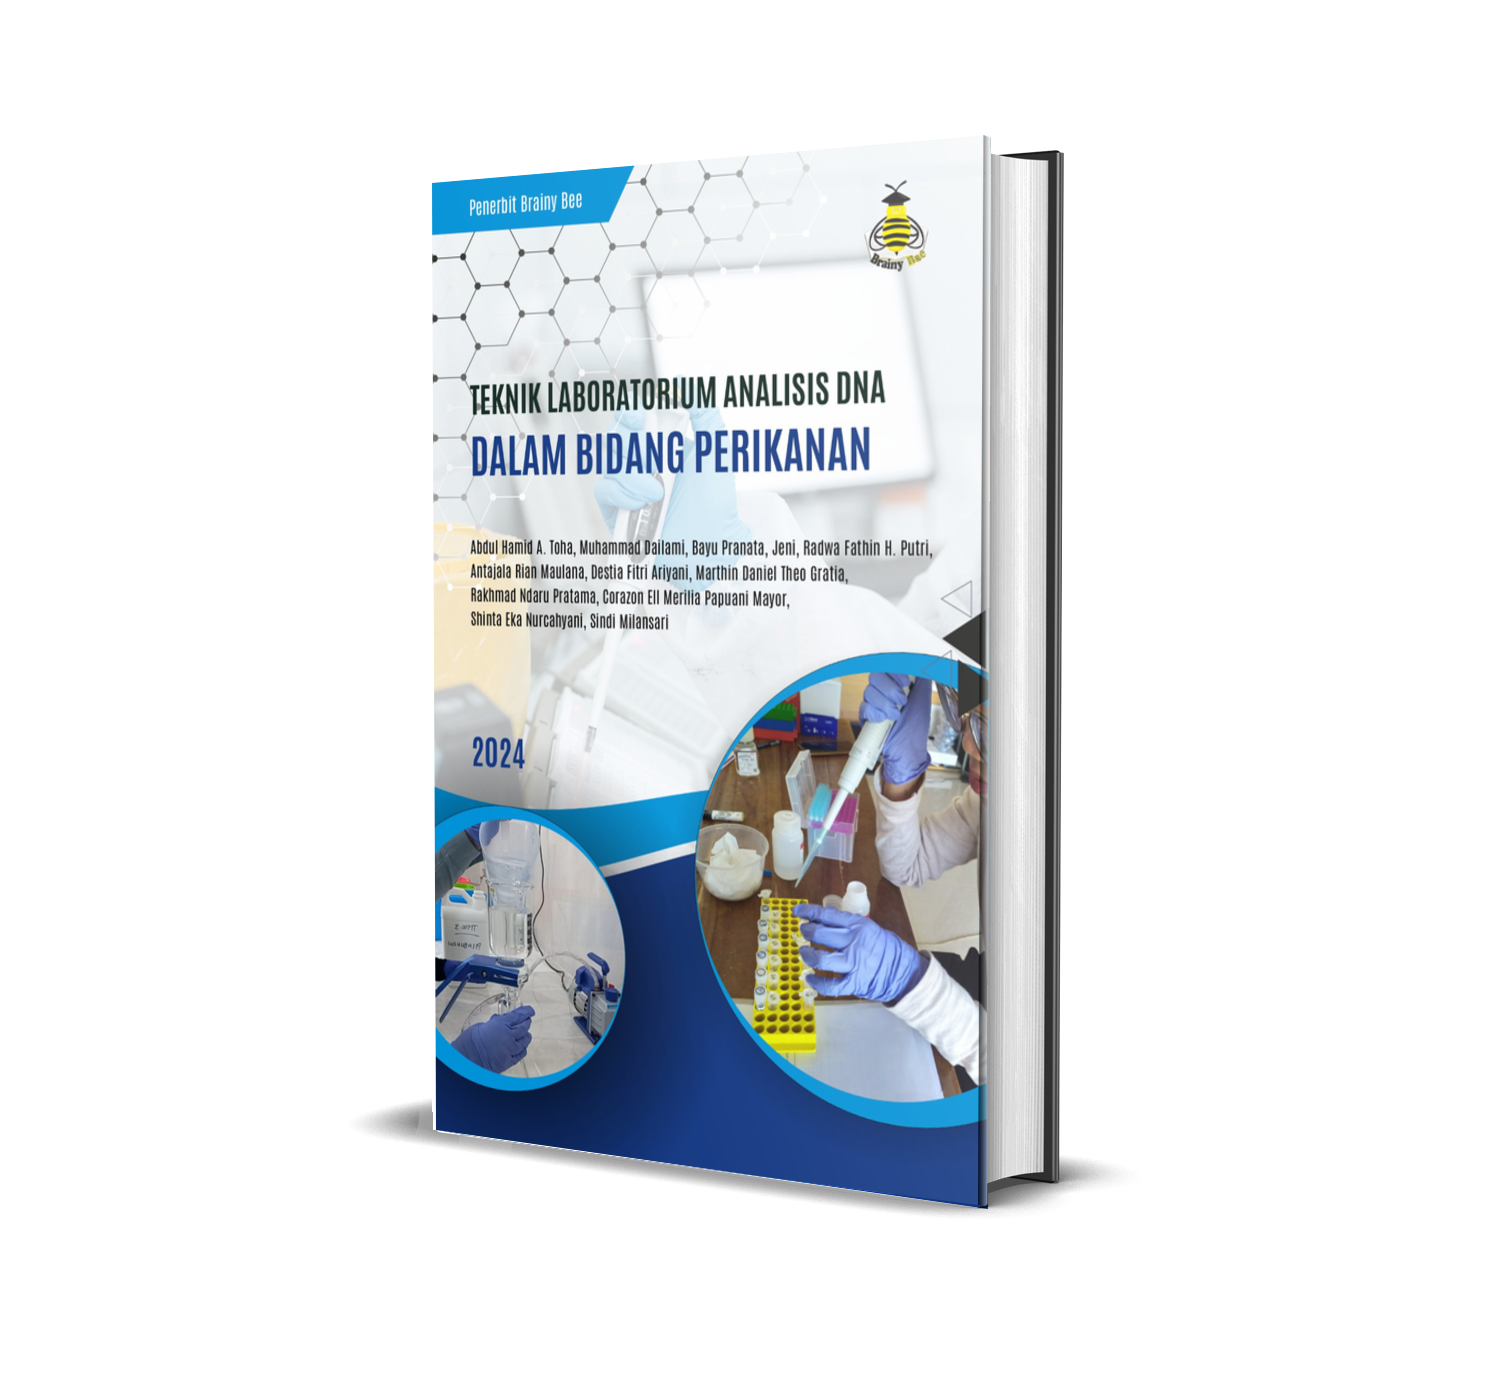 Penerbit Brainy Bee
Brainy Bee
TEKNIK LABORATORIUM ANALISIS DNA
DALAM BIDANG PERIKANAN
Abdul Hamid A. Toha, Muhammad Dailami, Bayu Pranata, Jeni, Radwa Fathin H. Putri,
Antajala Rian Maulana, Destia Fitri Ariyani, Marthin Daniel Theo Gratia,
Rakhmad Ndaru Pratama, Corazon Ell Merilia Papuani Mayor,
Shinta Eka Nurcahyani, Sindi Milansari
2024